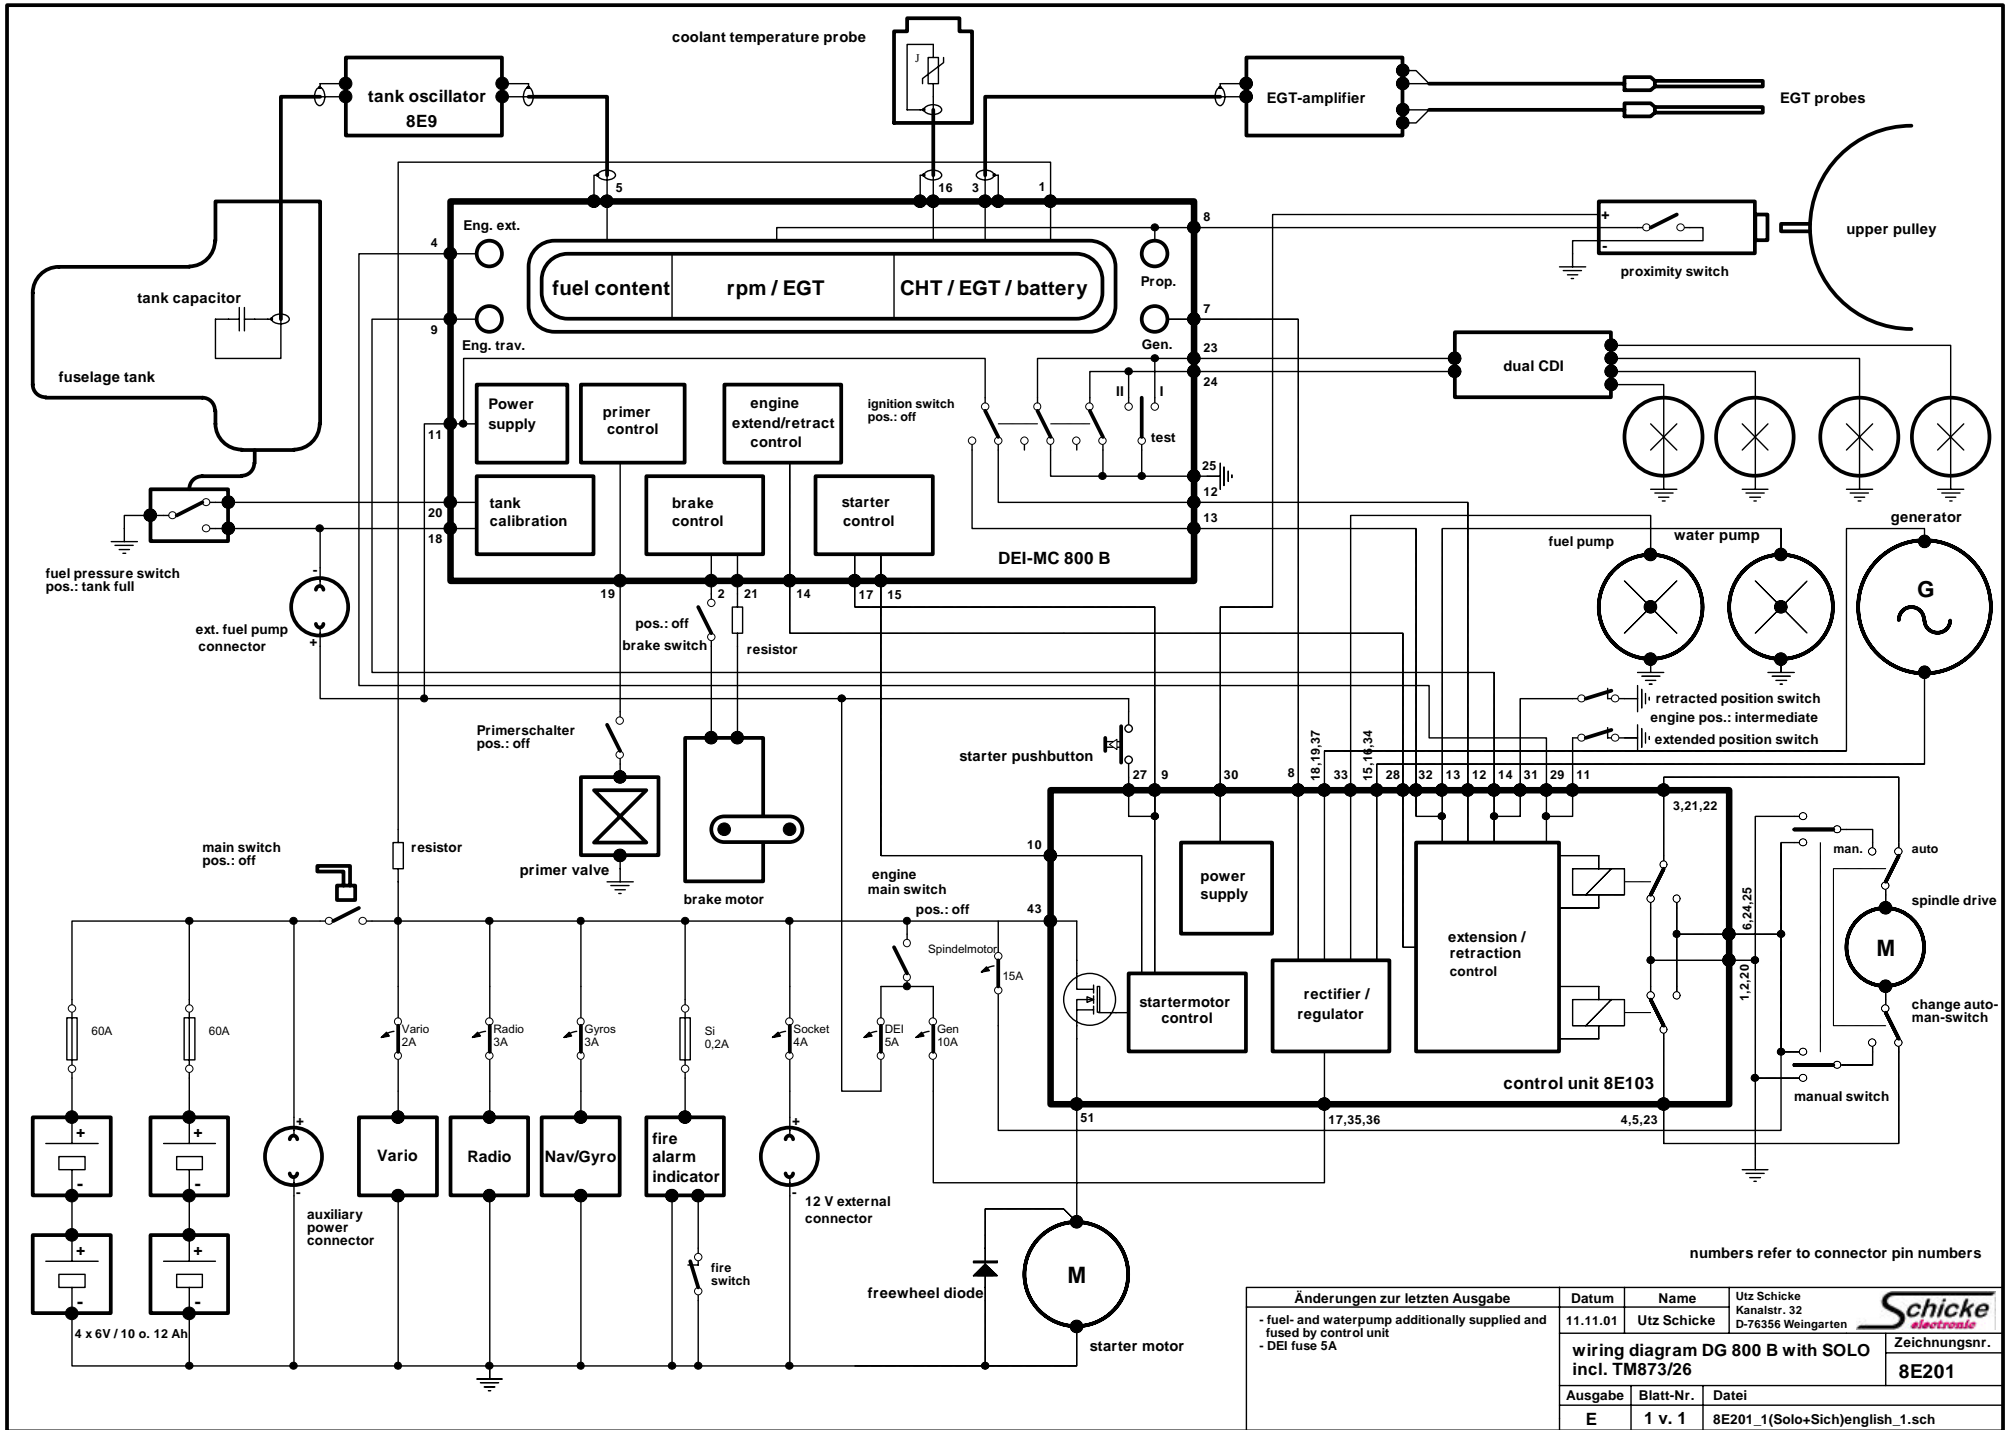 coolant temperature probe
J
tank oscillator
8E9
EGT-amplifier
EGT probes
5
16
3
1
8
Eng. ext.
4
+
-
upper pulley
proximity switch
fuel content
rpm / EGT
CHT / EGT / battery
Prop.
tank capacitor
9
7
Eng. trav.
Gen.
23
24
dual CDI
fuselage tank
Power
supply
primer
control
engine
extend/retract
control
ignition switch
pos.: off
II
I
test
11
25
12
13
tank
calibration
brake
control
starter
control
20
18
DEI-MC 800 B
fuel pump
water pump
generator
G
fuel pressure switch
pos.: tank full
-
+
ext. fuel pump
connector
19
2
21
14
17
15
pos.: off
brake switch
resistor
retracted position switch
engine pos.: intermediate
extended position switch
Primerschalter
pos.: off
starter pushbutton
27
9
30
8
18,19,37
33
15,16,34
28
32
13
12
14
31
29
11
3,21,22
main switch
pos.: off
resistor
primer valve
brake motor
10
engine
main switch
pos.: off
43
power
supply
man.
auto
spindle drive
M
6,24,25
1,2,20
change auto-
man-switch
manual switch
extension /
retraction
control
startermotor
control
rectifier /
regulator
control unit 8E103
Spindelmotor
15A
60A
60A
Vario
2A
Radio
3A
Gyros
3A
Si
0,2A
Socket
4A
DEI
5A
Gen
10A
51
17,35,36
4,5,23
+
-
+
-
+
-
Vario
Radio
Nav/Gyro
fire
alarm
indicator
+
-
12 V external
connector
auxiliary
power
connector
+
-
+
-
4 x 6V / 10 o. 12 Ah
fire
switch
freewheel diode
M
starter motor
numbers refer to connector pin numbers
Änderungen zur letzten Ausgabe
- fuel- and waterpump additionally supplied and
fused by control unit
- DEI fuse 5A
Datum
Name
11.11.01
Utz Schicke
Utz Schicke
Kanalstr. 32
D-76356 Weingarten
Schicke
electronic
wiring diagram DG 800 B with SOLO
incl. TM873/26
Zeichnungsnr.
8E201
Ausgabe
Blatt-Nr.
Datei
E
1 v. 1
8E201_1(Solo+Sich)english_1.sch